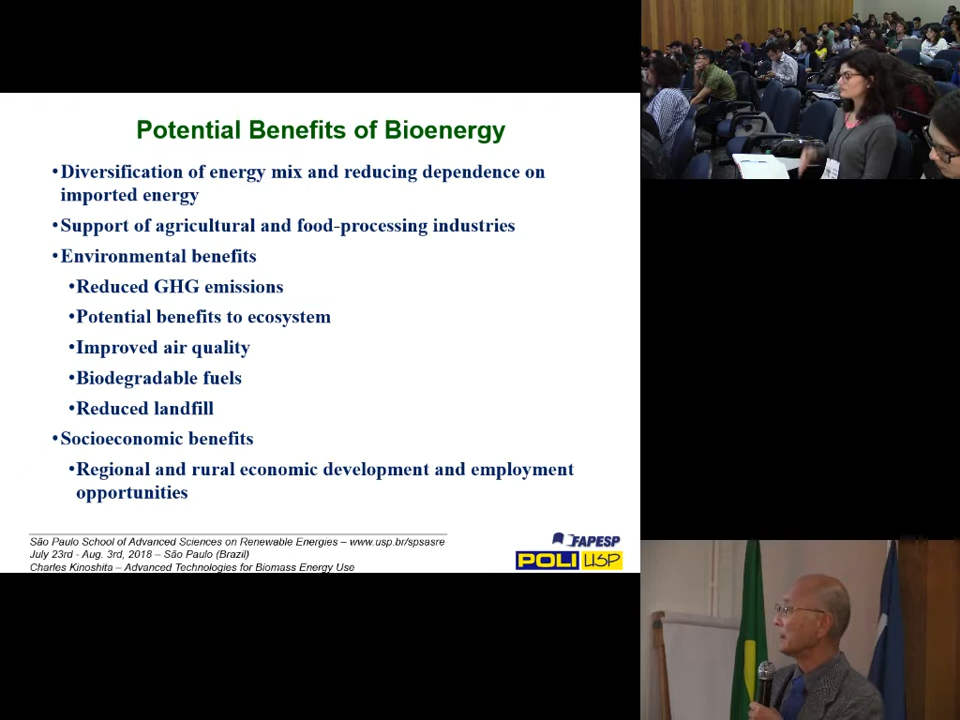 Potential Benefits of Bioenergy
•Diversification of energy mix and reducing dependence on
imported energy
•Support of agricultural and food-processing industries
•Environmental benefits
•Reduced GHG emissions
•Potential benefits to ecosystem
•Improved air quality
•Biodegradable fuels
•Reduced landfill
•Socioeconomic benefits
•Regional and rural economic development and employment
opportunities
São Paulo School of Advanced Sciences on Renewable Energies – www.usp.br/spsasre
July 23rd - Aug. 3rd, 2018 – São Paulo (Brazil)
Charles Kinoshita – Advanced Technologies for Biomass Energy Use
FAPESP
POLI USP